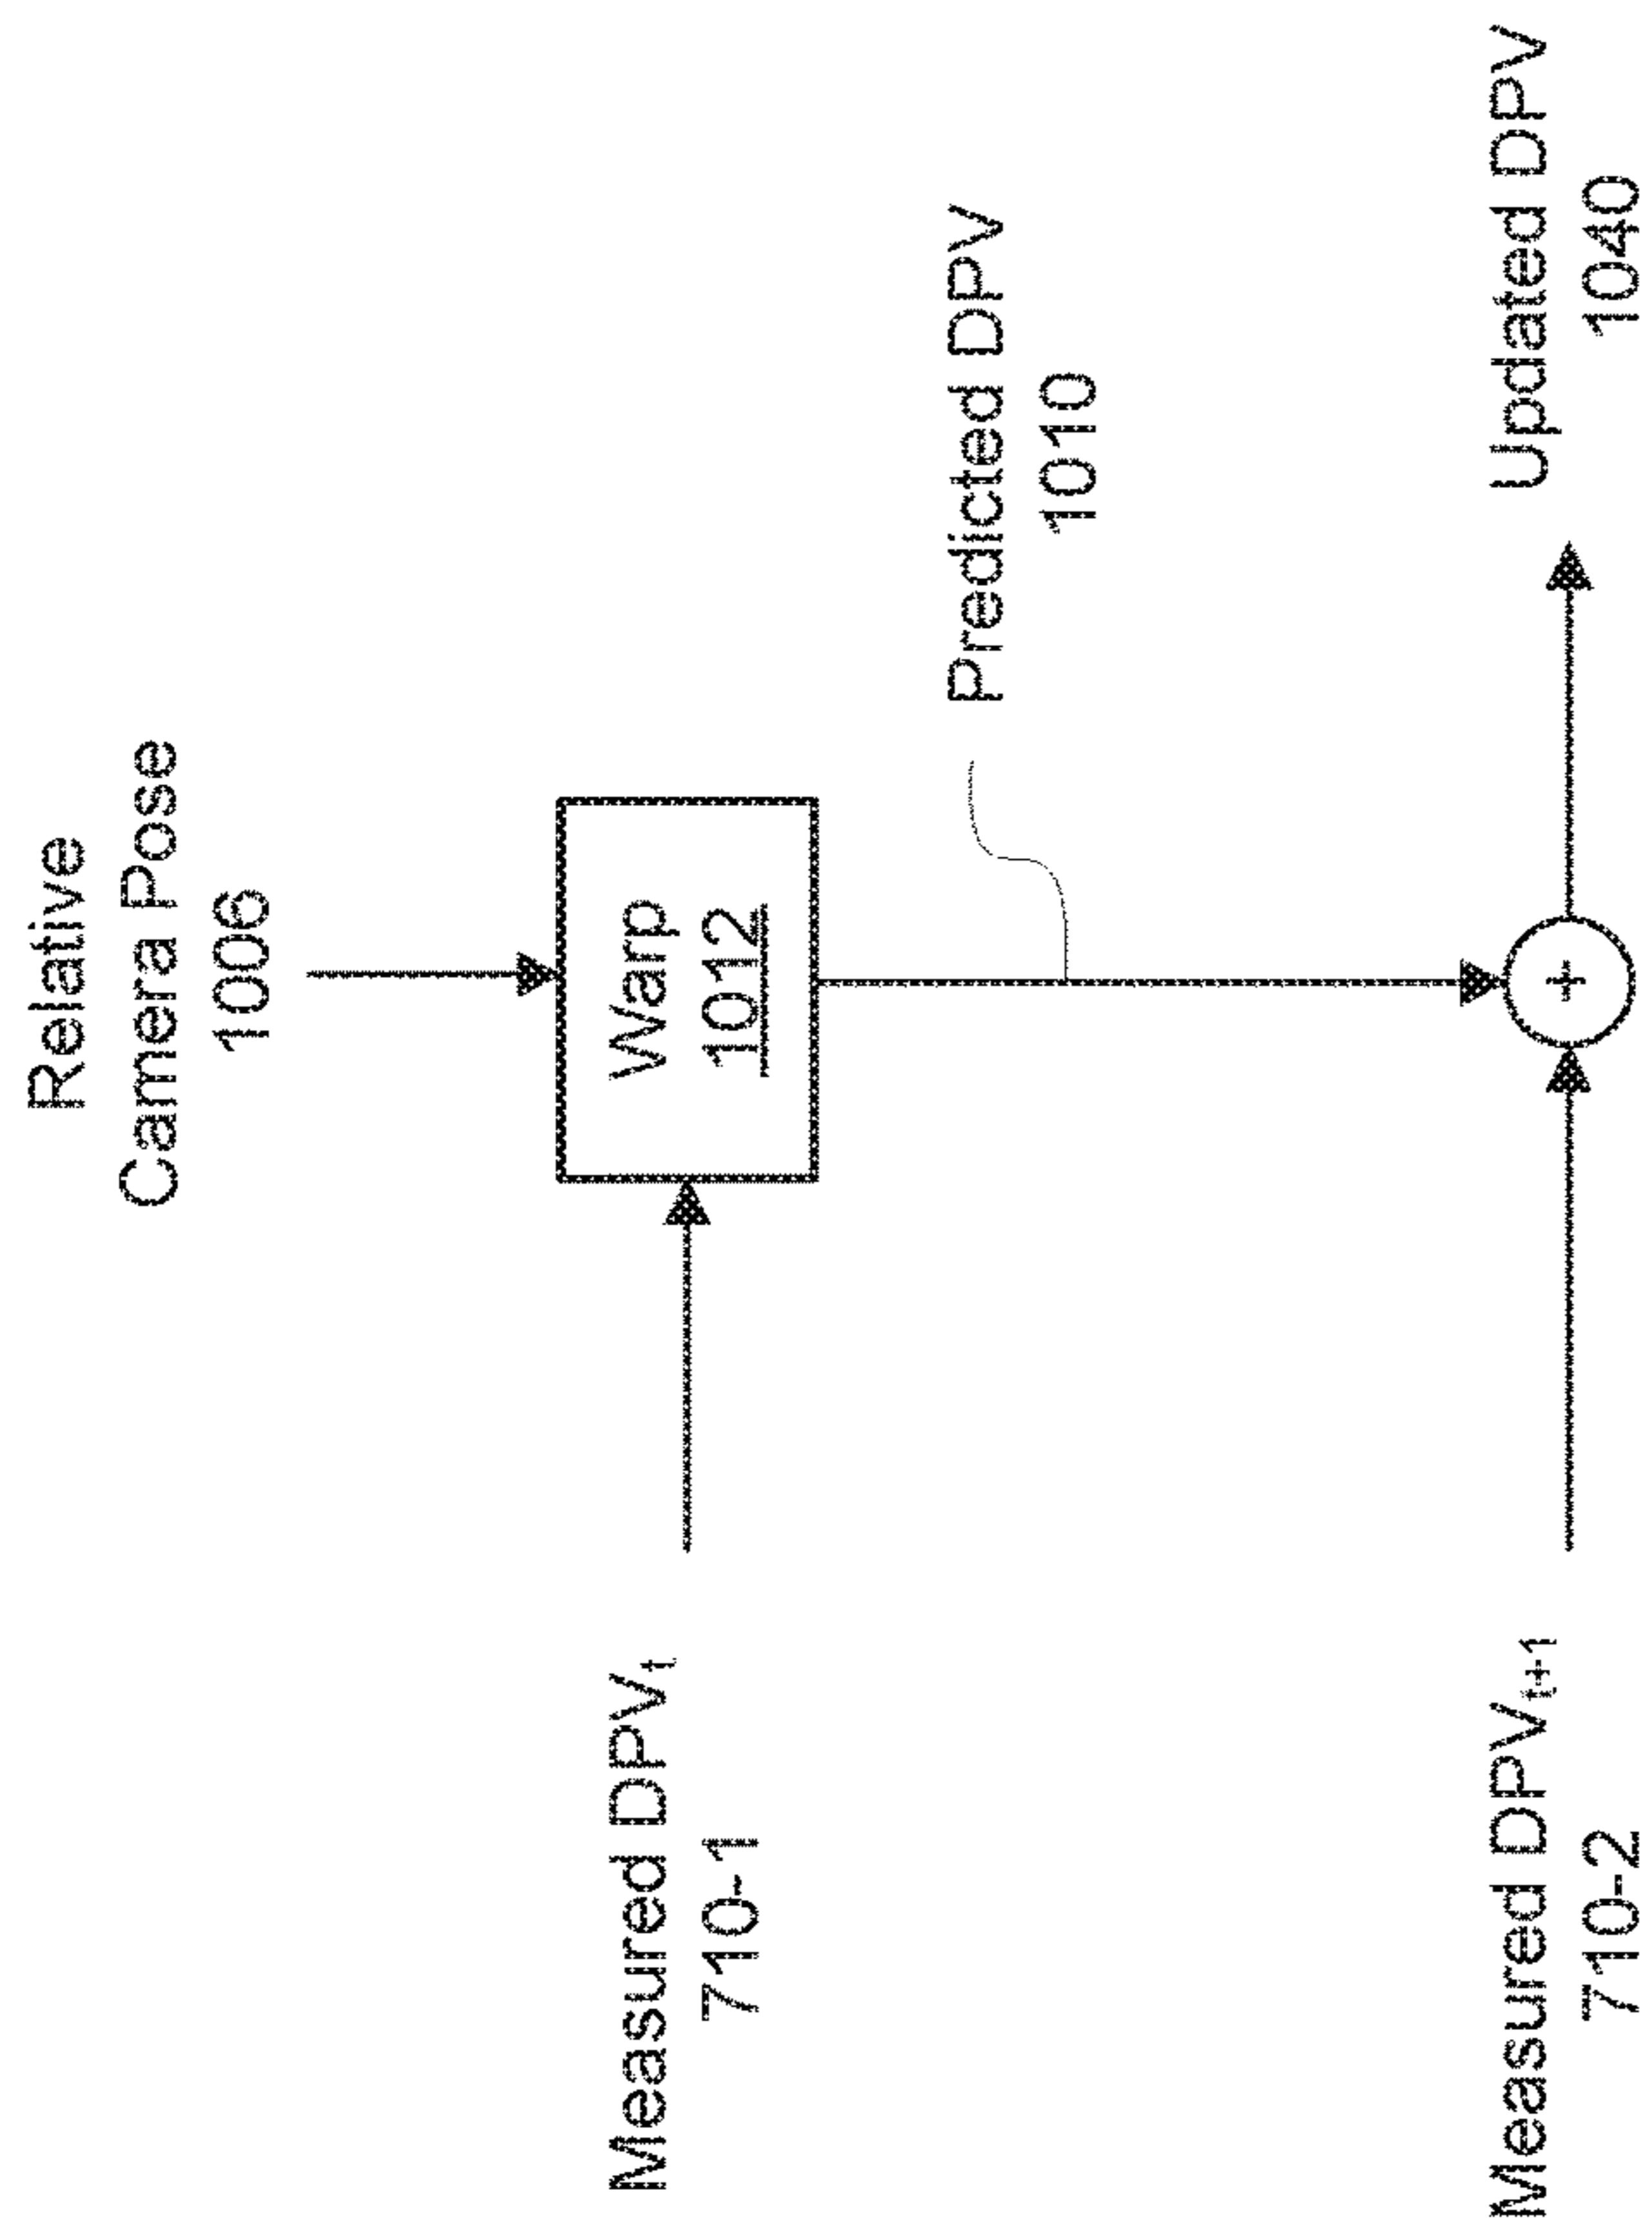 Relative
Camera Pose
1006
Measured DPVt
710-1
Warp
1012
Predicted DPV
1010
Measured DPVt+1
710-2
+
Updated DPV
1040